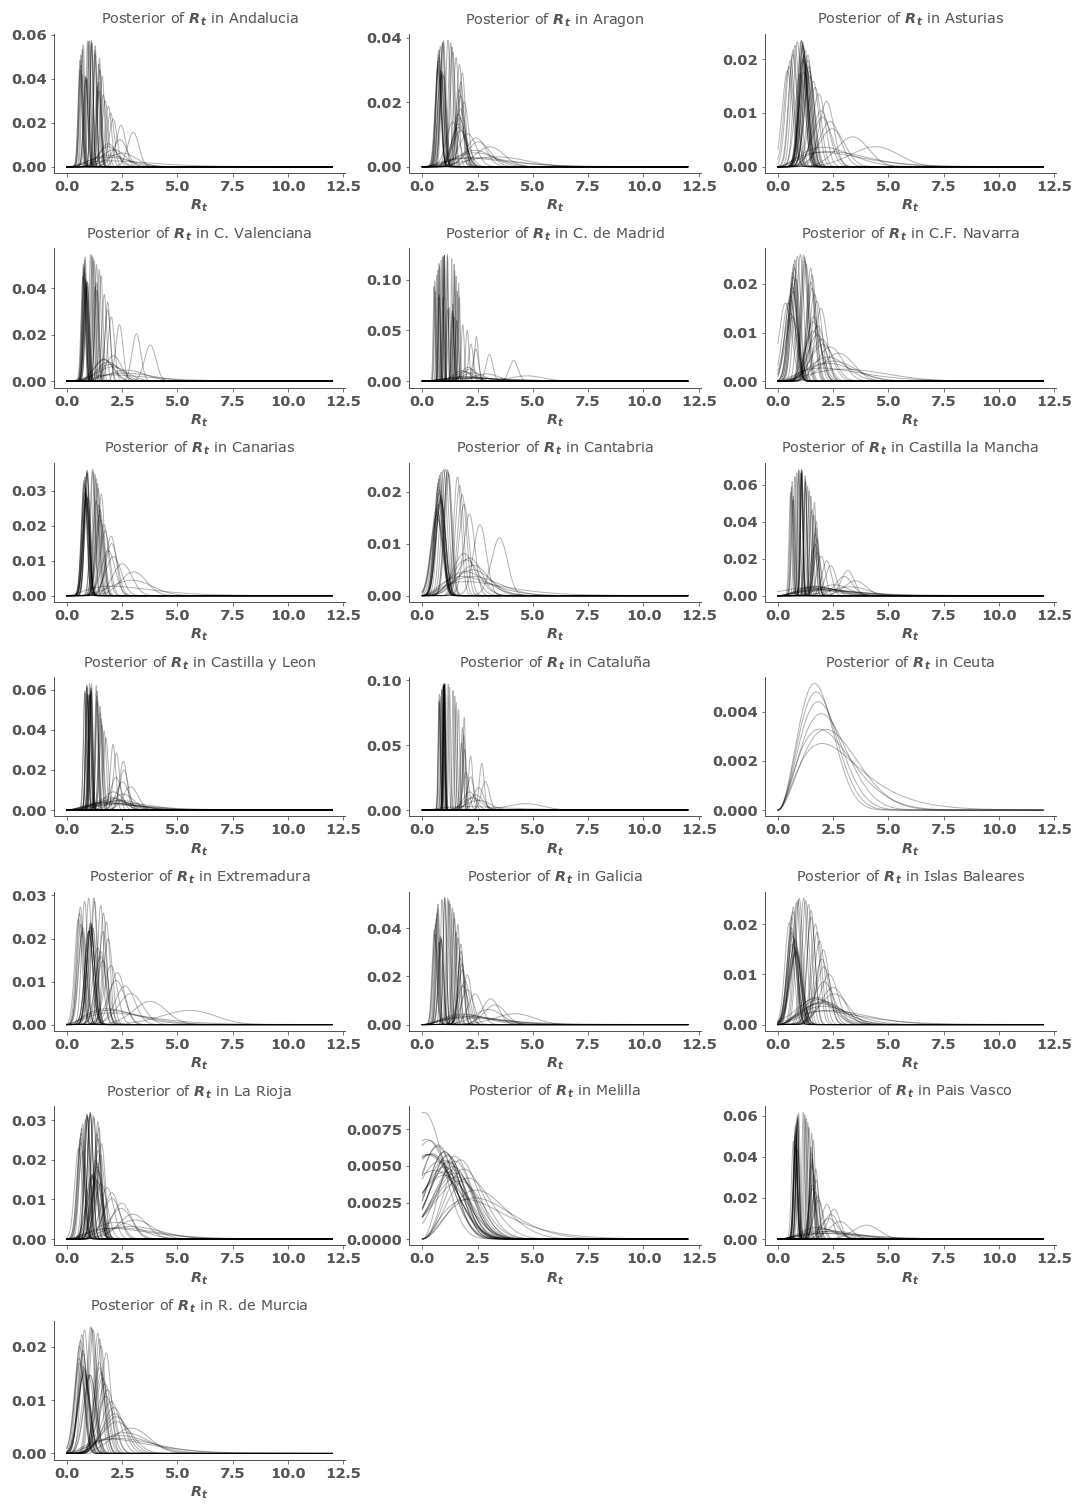 Posterior of Rt in Andalucia
Posterior of Rt in Aragon
Posterior of Rt in Asturias
0.06
0.04
0.02
0.00
0.04
0.02
0.00
0.02
0.01
0.00
0.0 2.5 5.0 7.5 10.0 12.5
0.0 2.5 5.0 7.5 10.0 12.5
0.0 2.5 5.0 7.5 10.0 12.5
Rt
Rt
Rt
Posterior of Rt in C. Valenciana
Posterior of Rt in C. de Madrid
Posterior of Rt in C.F. Navarra
0.04
0.02
0.00
0.10
0.05
0.00
0.02
0.01
0.00
0.0 2.5 5.0 7.5 10.0 12.5
0.0 2.5 5.0 7.5 10.0 12.5
0.0 2.5 5.0 7.5 10.0 12.5
Rt
Rt
Rt
Posterior of Rt in Canarias
Posterior of Rt in Cantabria
Posterior of Rt in Castilla la Mancha
0.03
0.02
0.01
0.00
0.02
0.01
0.00
0.06
0.04
0.02
0.00
0.0 2.5 5.0 7.5 10.0 12.5
0.0 2.5 5.0 7.5 10.0 12.5
0.0 2.5 5.0 7.5 10.0 12.5
Rt
Rt
Rt
Posterior of Rt in Castilla y Leon
Posterior of Rt in Cataluña
Posterior of Rt in Ceuta
0.06
0.04
0.02
0.00
0.10
0.05
0.00
0.004
0.002
0.000
0.0 2.5 5.0 7.5 10.0 12.5
0.0 2.5 5.0 7.5 10.0 12.5
0.0 2.5 5.0 7.5 10.0 12.5
Rt
Rt
Rt
Posterior of Rt in Extremadura
Posterior of Rt in Galicia
Posterior of Rt in Islas Baleares
0.03
0.02
0.01
0.00
0.04
0.02
0.00
0.02
0.01
0.00
0.0 2.5 5.0 7.5 10.0 12.5
0.0 2.5 5.0 7.5 10.0 12.5
0.0 2.5 5.0 7.5 10.0 12.5
Rt
Rt
Rt
Posterior of Rt in La Rioja
Posterior of Rt in Melilla
Posterior of Rt in Pais Vasco
0.03
0.02
0.01
0.00
0.0075
0.0050
0.0025
0.0000
0.06
0.04
0.02
0.00
0.0 2.5 5.0 7.5 10.0 12.5
0.0 2.5 5.0 7.5 10.0 12.5
0.0 2.5 5.0 7.5 10.0 12.5
Rt
Rt
Rt
Posterior of Rt in R. de Murcia
0.02
0.01
0.00
0.0 2.5 5.0 7.5 10.0 12.5
Rt